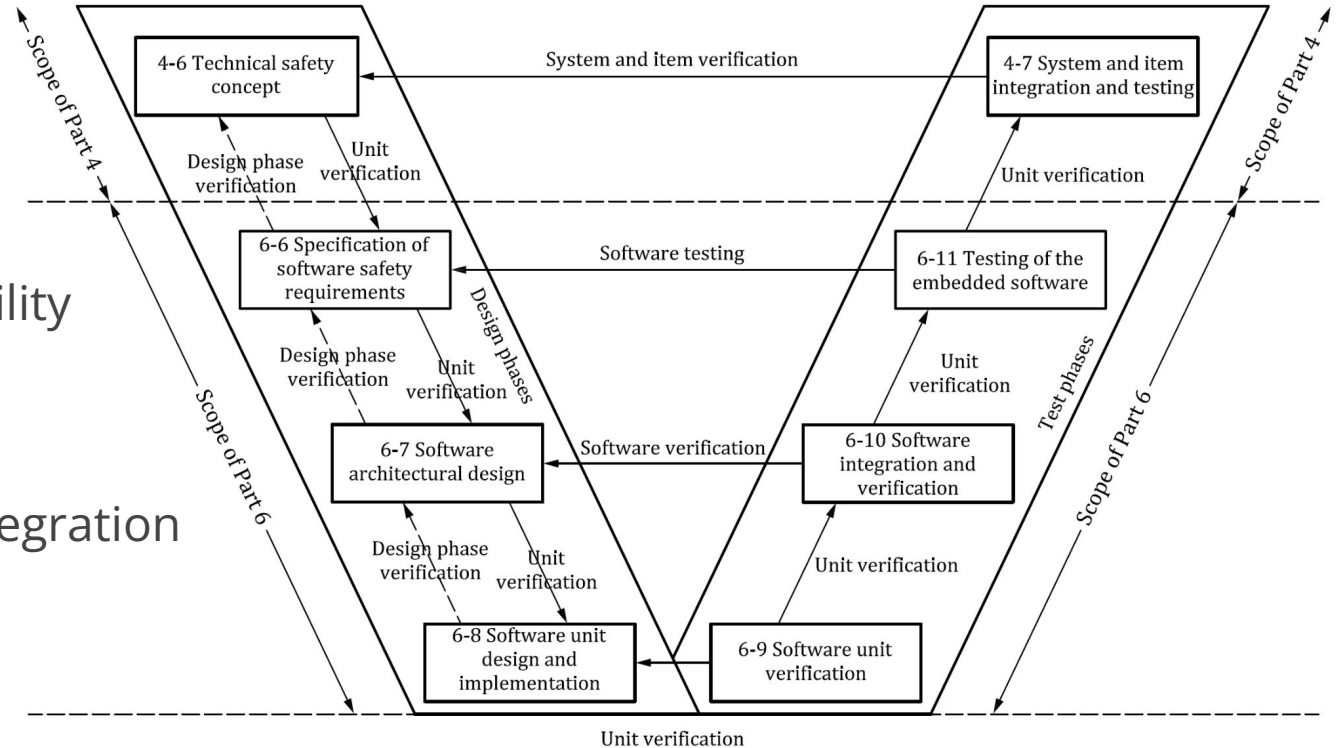 Scope of Part 4
4-6 Technical safety
concept
System and item verification
4-7 System and item
integration and testing
Scope of Part 4
Design phase
verification
Unit
verification
Unit verification
6-6 Specification of
software safety
requirements
Software testing
6-11 Testing of the
embedded software
ility
Design phases
Design phase
verification
Unit
verification
Unit
verification
Test phases
Scope of Part 6
Scope of Part 6
6-7 Software
architectural design
Software verification
6-10 Software
integration and
verification
egration
Design phase
verification
Unit
verification
Unit verification
6-8 Software unit
design and
implementation
6-9 Software unit
verification
Unit verification